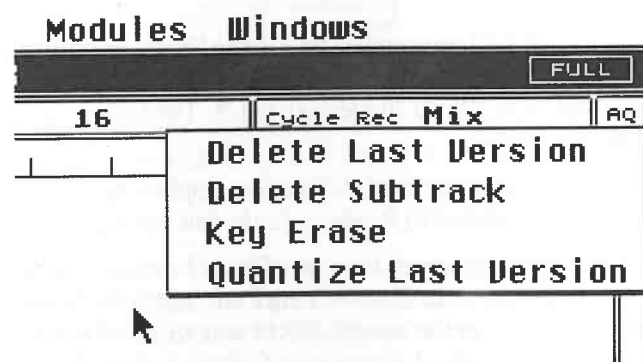 Modules Windows
FULL
16 Cycle Rec Mix AQ
Delete Last Version
Delete Subtrack
Key Erase
Quantize Last Version